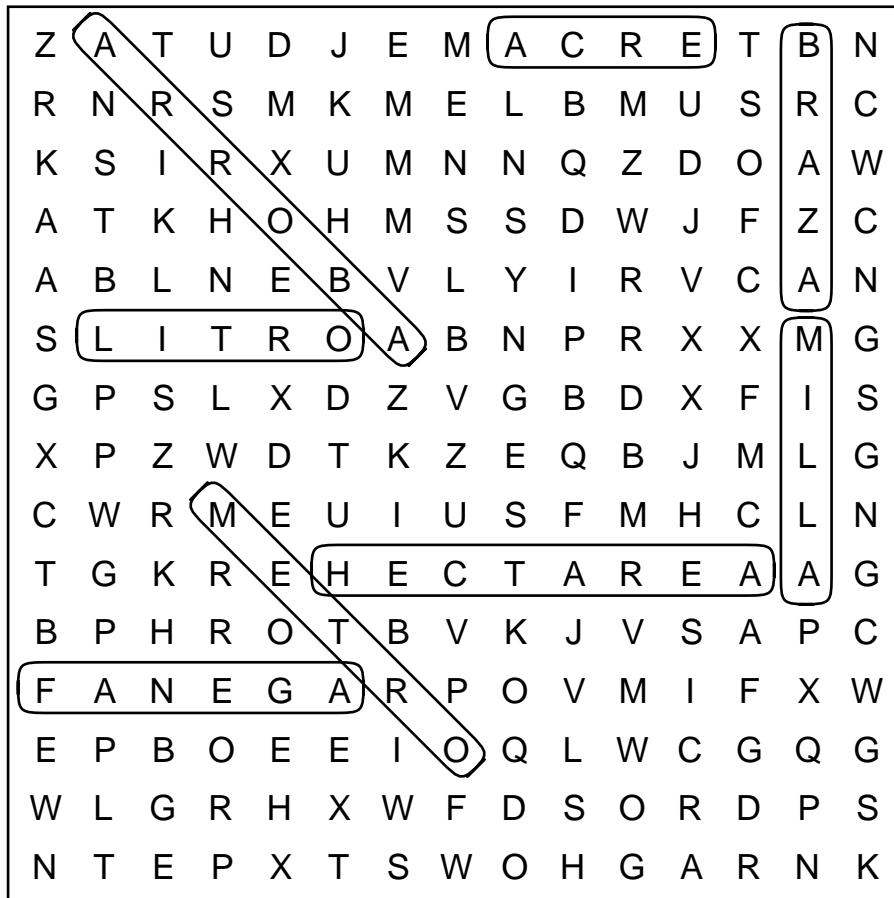 Z A T U D J E M A C R E T B N
R N R S M K M E L B M U S R C
K S I R X U M N N Q Z D O A W
A T K H O H M S S D W J F Z C
A B L N E B V L Y I R V C A N
S L I T R O A B N P R X X M G
G P S L X D Z V G B D X F I S
X P Z W D T K Z E Q B J M L G
C W R M E U I U S F M H C L N
T G K R E H E C T A R E A A G
B P H R O T B V K J V S A P C
F A N E G A R P O V M I F X W
E P B O E E I O Q L W C G Q G
W L G R H X W F D S O R D P S
N T E P X T S W O H G A R N K